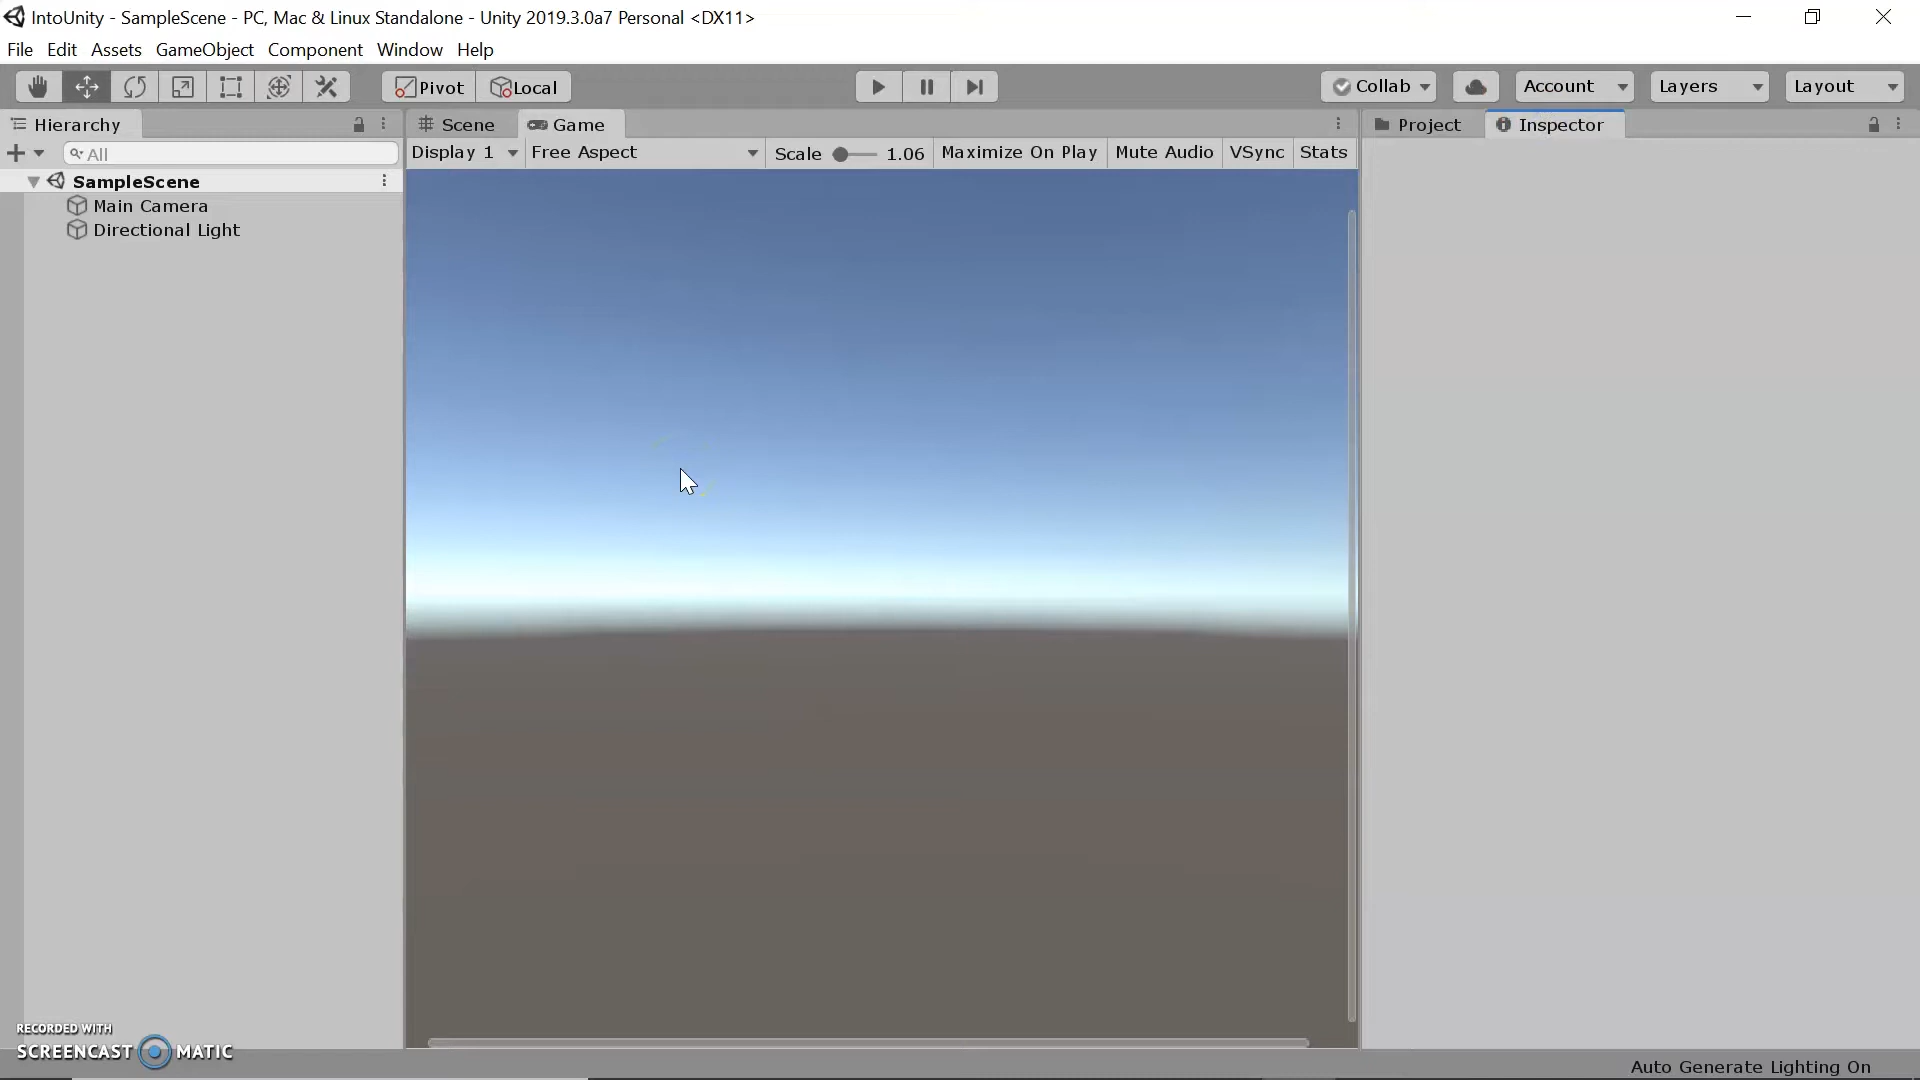 IntoUnity - SampleScene - PC, Mac & Linux Standalone - Unity 2019.3.0a7 Personal <DX11>
File Edit Assets GameObject Component Window Help
Pivot Local Collab Account Layers Layout
Hierarchy Scene Game Project Inspector
All Display 1 Free Aspect Scale 1.06 Maximize On Play Mute Audio VSync Stats
SampleScene
Main Camera
Directional Light
RECORDED WITH
SCREENCAST MATIC
Auto Generate Lighting On